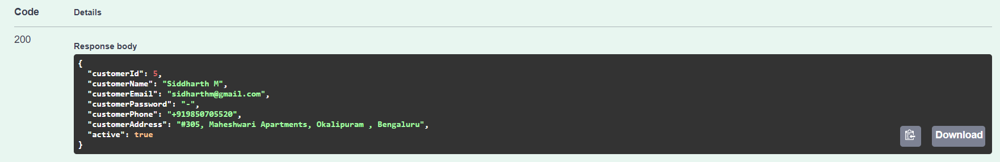 Code Details
200
Response body
{
"customerId": 5,
"customerName": "Siddharth M",
"customerEmail": "sidharthm@gmail.com",
"customerPassword": "-",
"customerPhone": "+919850705520",
"customerAddress": "#305, Maheshwari Apartments, Okalipuram , Bengaluru",
"active": true
}
Download